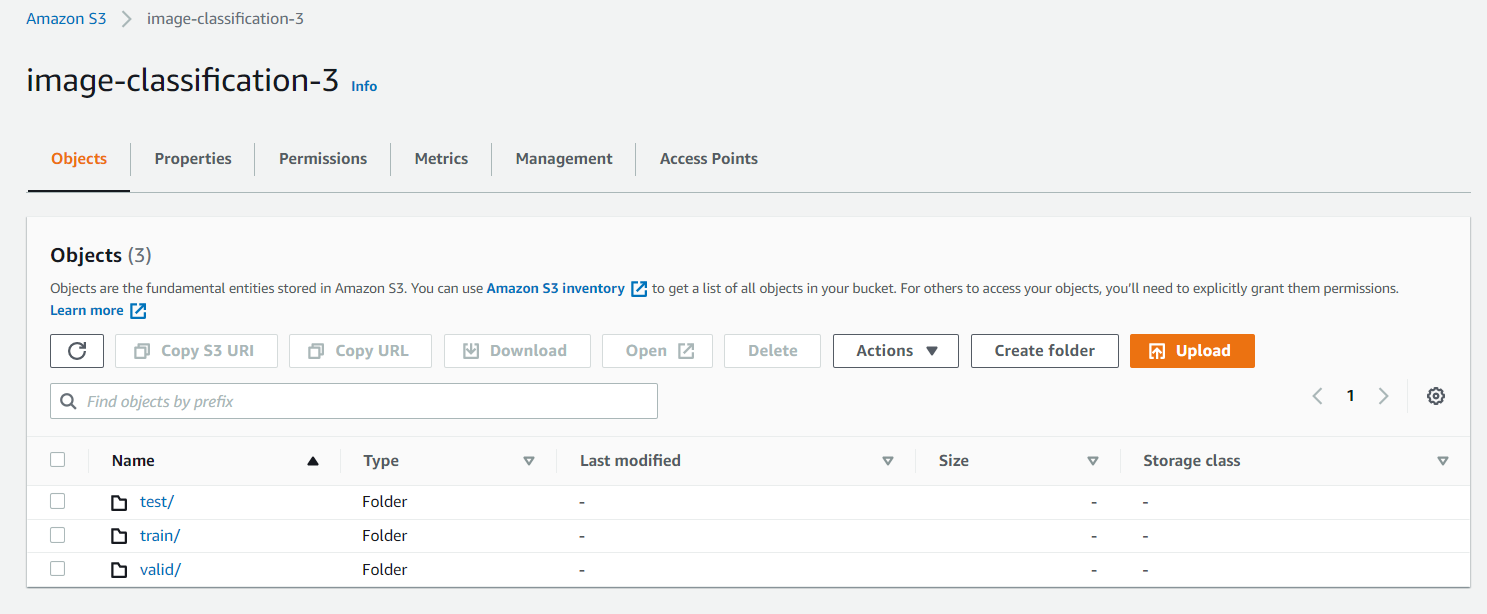 Amazon S3 > image-classification-3
image-classification-3 Info
Objects Properties Permissions Metrics Management Access Points
Objects (3)
Objects are the fundamental entities stored in Amazon S3. You can use Amazon S3 inventory to get a list of all objects in your bucket. For others to access your objects, you'll need to explicitly grant them permissions.
Learn more
Copy S3 URI Copy URL Download Open Delete Actions Create folder Upload
Find objects by prefix 1
Name Type Last modified Size Storage class
test/ Folder - - -
train/ Folder - - -
valid/ Folder - - -